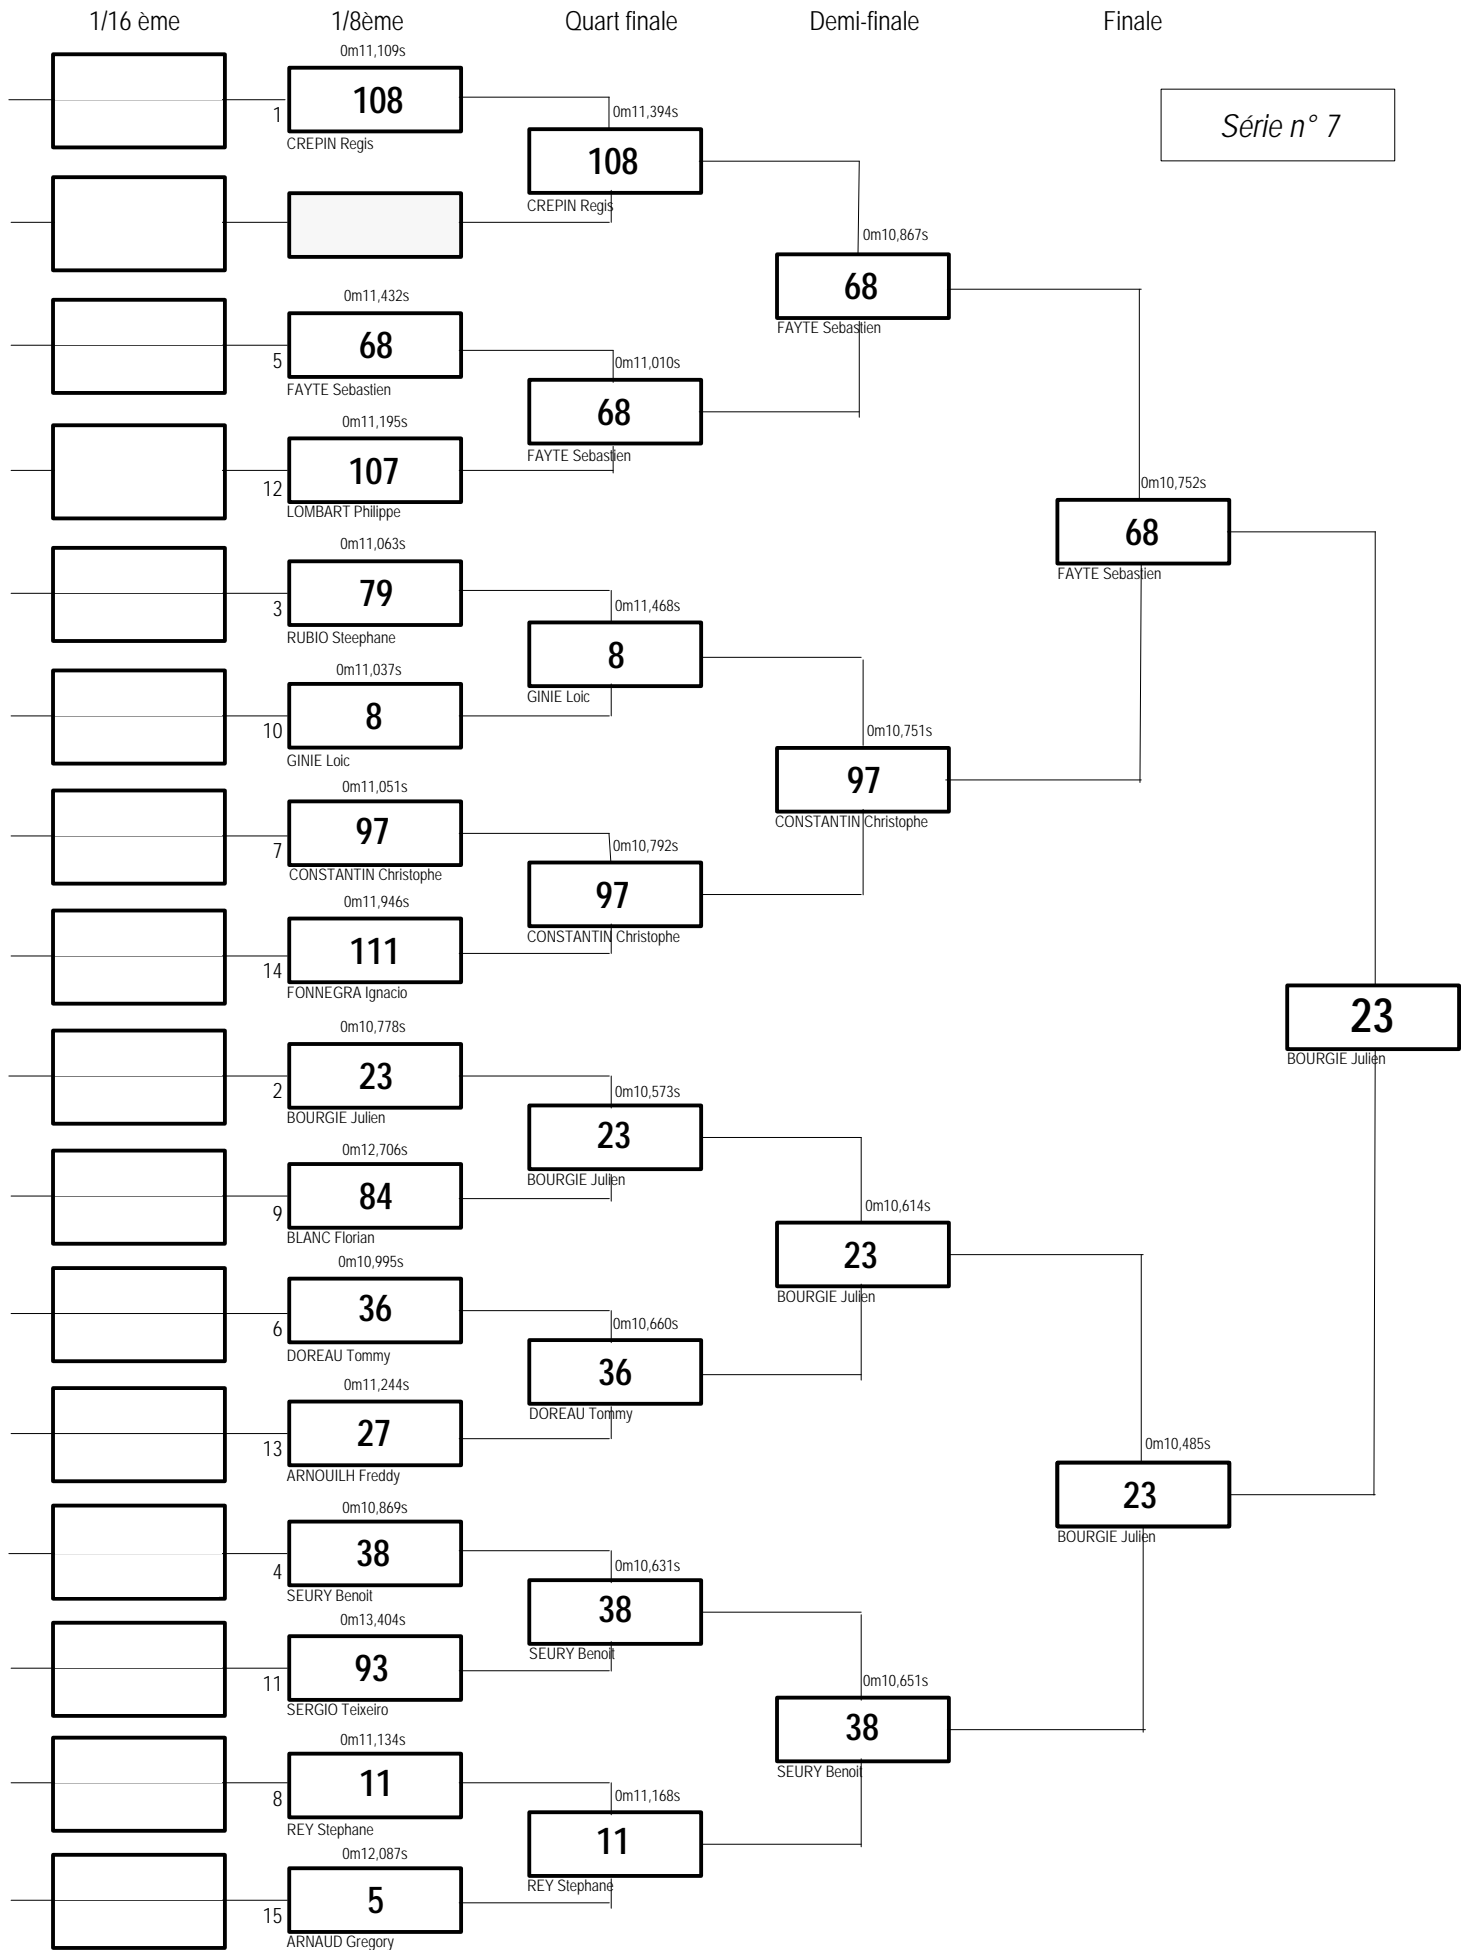 1/16 ème
1/8ème
Quart finale
Demi-finale
Finale
Série n° 7
0m11,109s
1
108
CREPIN Regis
0m11,394s
108
CREPIN Regis
0m10,867s
68
FAYTE Sebastien
0m11,432s
5
68
FAYTE Sebastien
0m11,010s
68
FAYTE Sebastien
0m11,195s
12
107
LOMBART Philippe
0m10,752s
68
FAYTE Sebastien
0m11,063s
3
79
RUBIO Steephane
0m11,468s
8
GINIE Loic
0m11,037s
10
8
GINIE Loic
0m10,751s
97
CONSTANTIN Christophe
0m11,051s
7
97
CONSTANTIN Christophe
0m10,792s
97
CONSTANTIN Christophe
0m11,946s
14
111
FONNEGRA Ignacio
23
BOURGIE Julien
0m10,778s
2
23
BOURGIE Julien
0m10,573s
23
BOURGIE Julien
0m12,706s
9
84
BLANC Florian
0m10,614s
23
BOURGIE Julien
0m10,995s
6
36
DOREAU Tommy
0m10,660s
36
DOREAU Tommy
0m11,244s
13
27
ARNOUILH Freddy
0m10,485s
23
BOURGIE Julien
0m10,869s
4
38
SEURY Benoit
0m10,631s
38
SEURY Benoit
0m13,404s
11
93
SERGIO Teixeiro
0m10,651s
38
SEURY Benoit
0m11,134s
8
11
REY Stephane
0m11,168s
11
REY Stephane
0m12,087s
15
5
ARNAUD Gregory